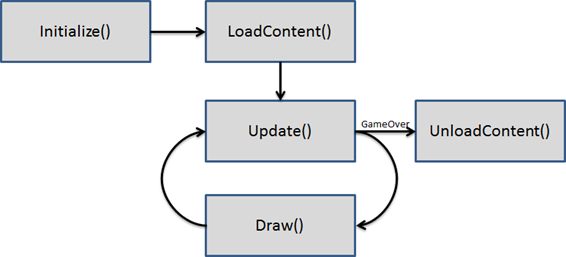 Initialize()
LoadContent()
Update()
GameOver
UnloadContent()
Draw()